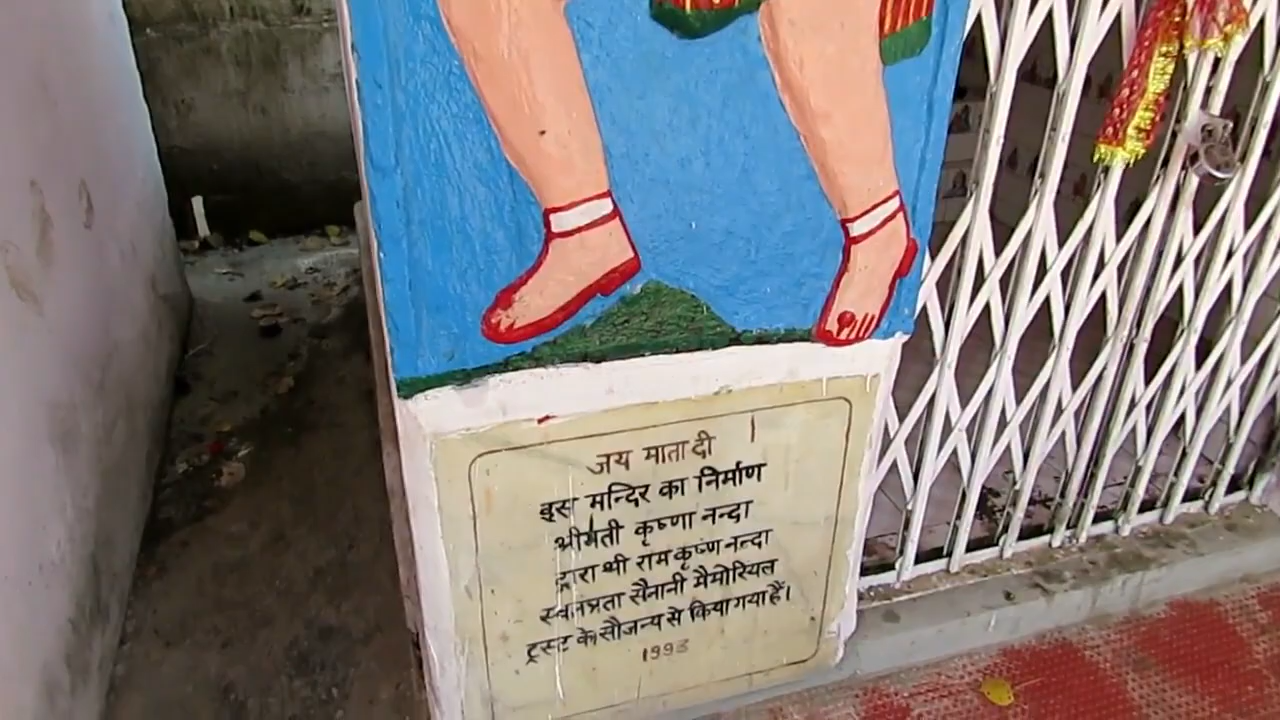 जय माता दी
इस मन्दिर का निर्माण
श्रीमती कृष्णा नन्दा
द्वारा श्री राम कृष्ण नन्दा
स्वतन्त्रता सैनानी मैमोरियल
ट्रस्ट के सौजन्य से किया गया हैं।
1993